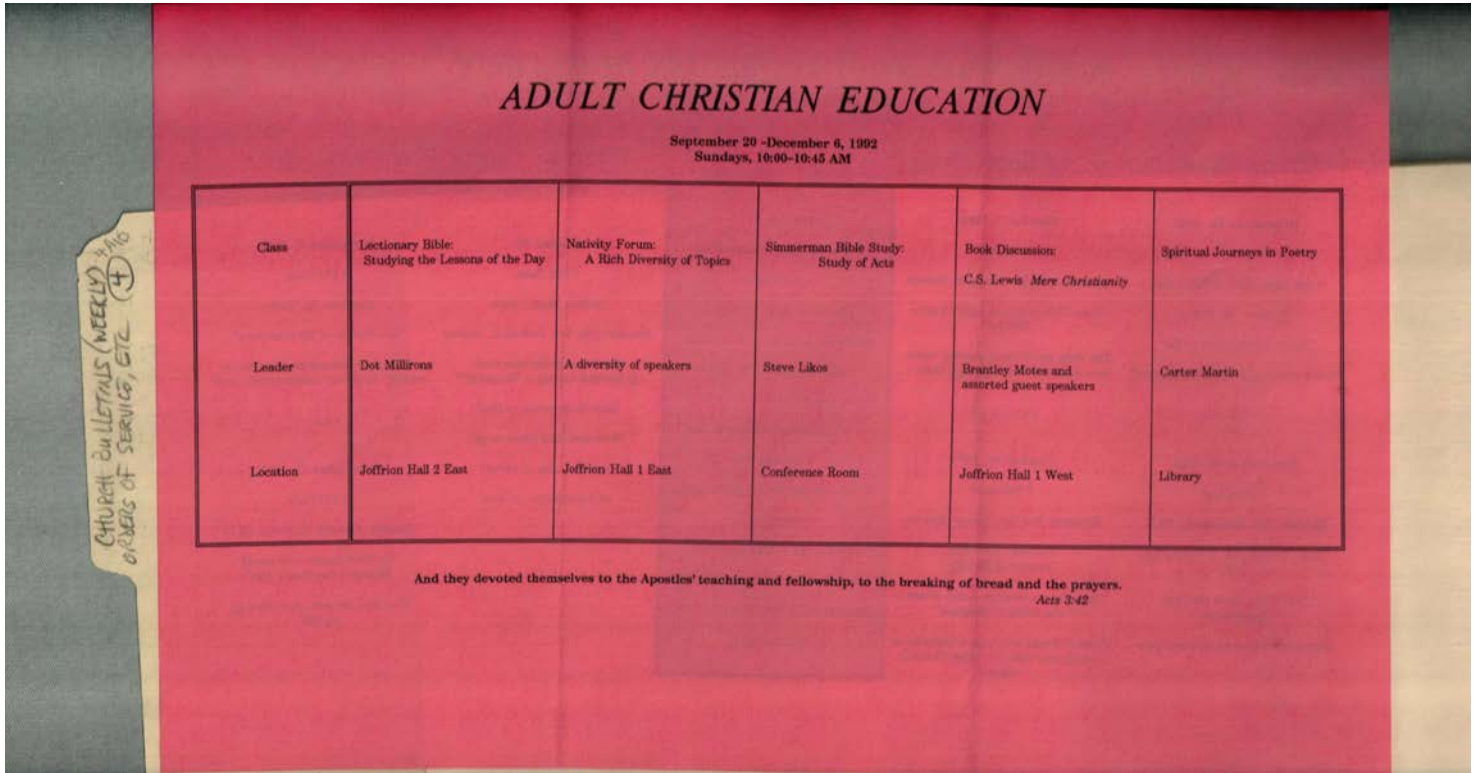 ADULT CHRISTIAN EDUCATION
September 20 -December 6, 1992
Sundays, 10:00-10:45 AM
Class
Lectionary Bible:
Studying the Lessons of the Day
Nativity Forum:
A Rich Diversity of Topics
Simmerman Bible Study:
Study of Acts
Book Discussion:
C.S. Lewis Mere Christianity
Spiritual Journeys in Poetry
Leader
Dot Millirons
A diversity of speakers
Steve Likos
Brantley Motes and
assorted guest speakers
Carter Martin
Location
Joffrion Hall 2 East
Joffrion Hall 1 East
Conference Room
Joffrion Hall 1 West
Library
And they devoted themselves to the Apostles' teaching and fellowship, to the breaking of bread and the prayers.
Acts 3:42
CHURCH BULLETINS (WEEKLY)
ORDERS OF SERVICE, ETC 4